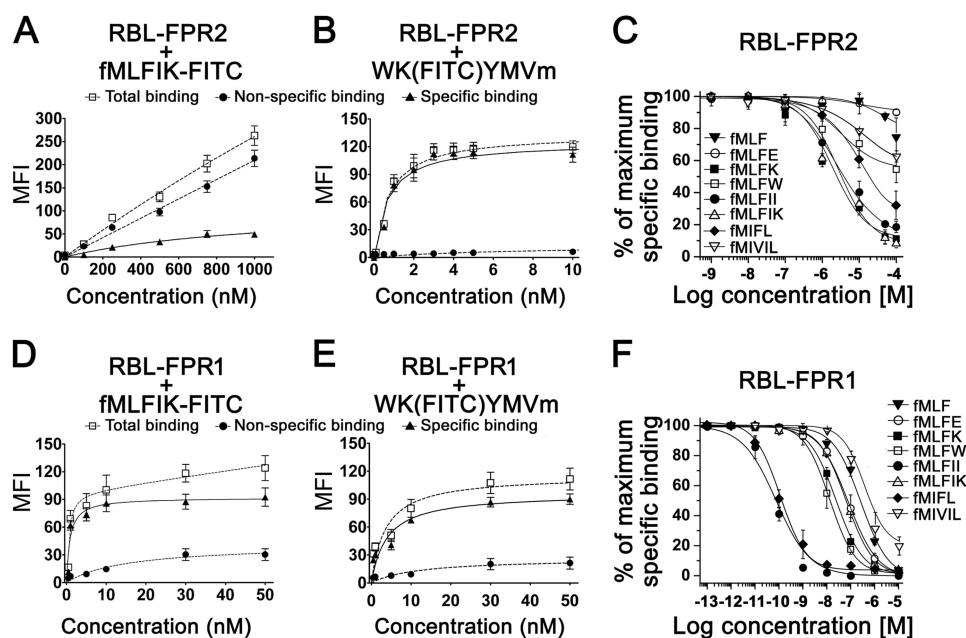 A
RBL-FPR2
+
fMLFIK-FITC
B
RBL-FPR2
+
WK(FITC)YMVm
C
RBL-FPR2
Total binding Non-specific binding Specific binding
MFI
300
250
200
150
100
50
0
0 200 400 600 800 1000
Concentration (nM)
MFI
150
120
90
60
30
0
0 2 4 6 8 10
Concentration (nM)
% of maximum
specific binding
100
80
60
40
20
0
fMLF
fMLFE
fMLFK
fMLFW
fMLFII
fMLFIK
fMIFL
fMIVIL
-9 -8 -7 -6 -5 -4
Log concentration [M]
D
RBL-FPR1
+
fMLFIK-FITC
E
RBL-FPR1
+
WK(FITC)YMVm
F
RBL-FPR1
Total binding Non-specific binding Specific binding
MFI
150
120
90
60
30
0
0 10 20 30 40 50
Concentration (nM)
MFI
150
120
90
60
30
0
0 10 20 30 40 50
Concentration (nM)
% of maximum
specific binding
100
80
60
40
20
0
-13 -12 -11 -10 -9 -8 -7 -6 -5
Log concentration [M]
fMLF
fMLFE
fMLFK
fMLFW
fMLFII
fMLFIK
fMIFL
fMIVIL